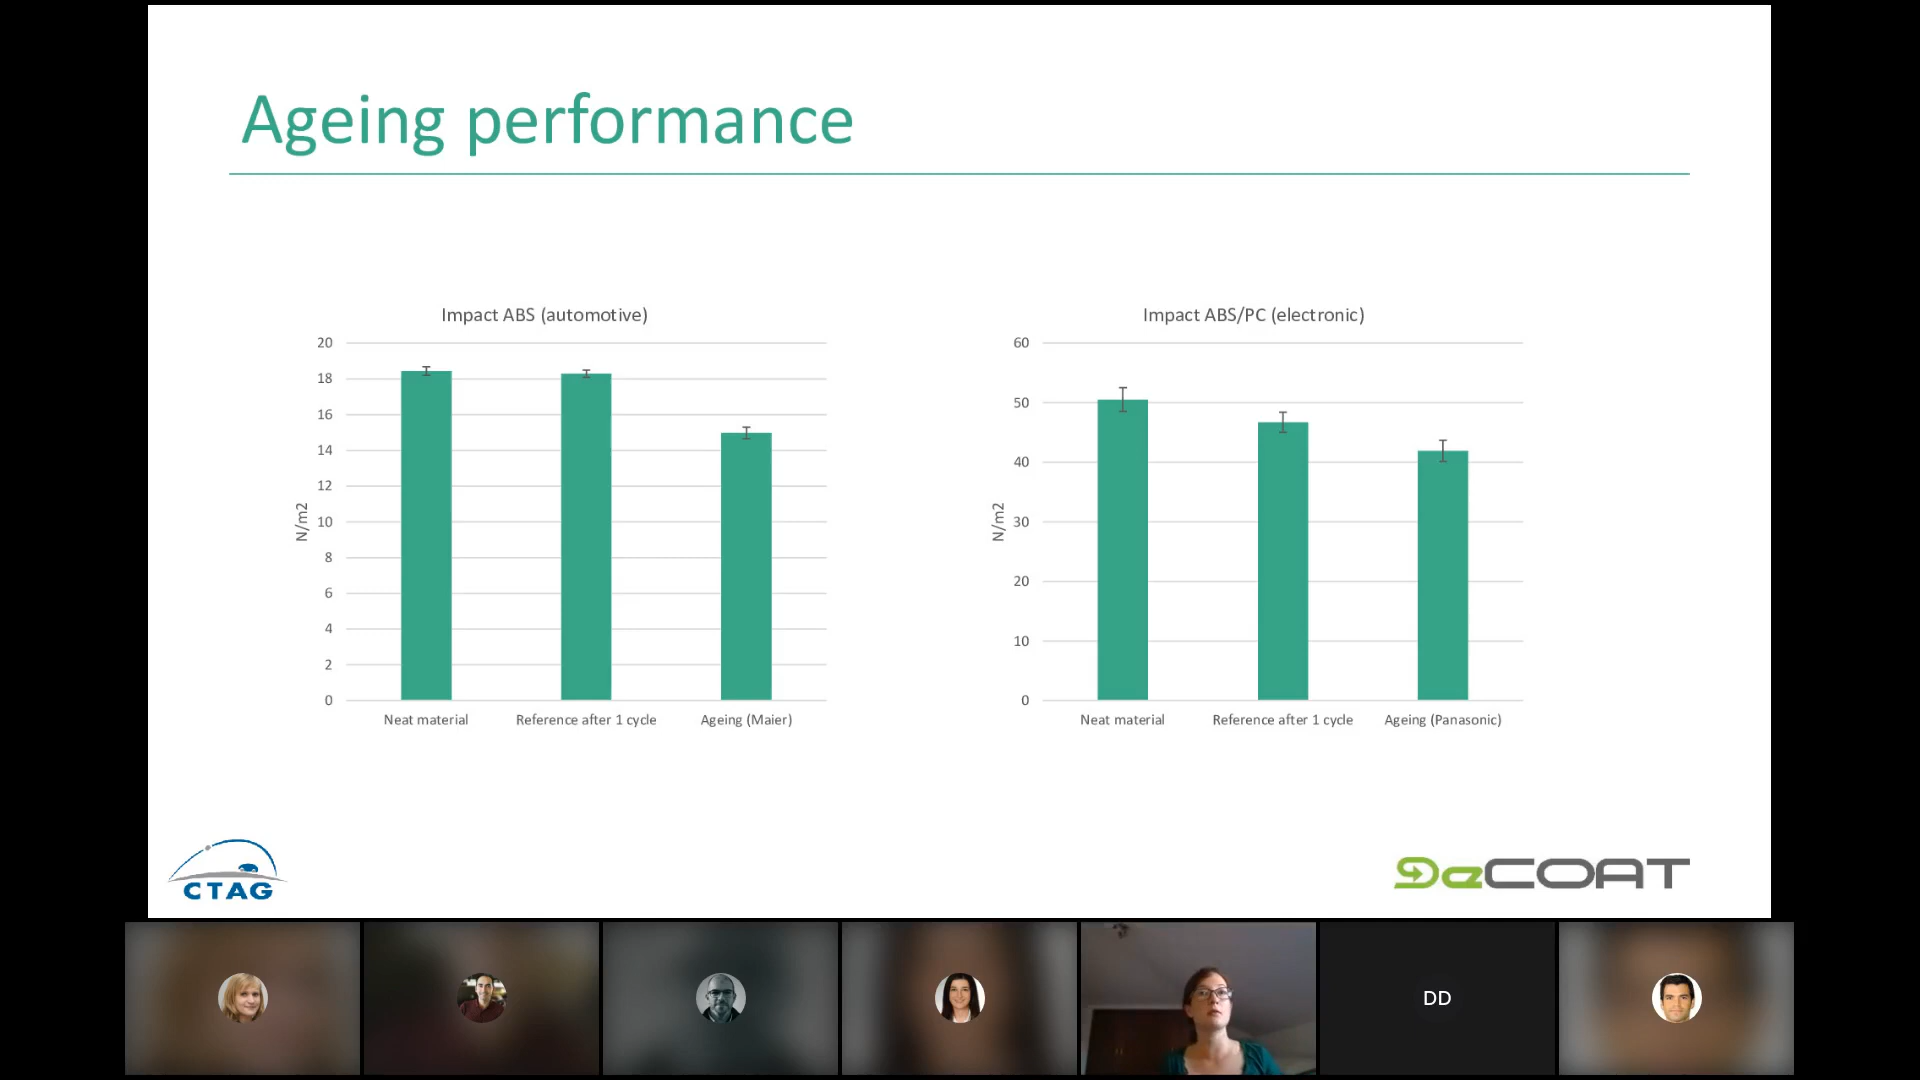 Ageing performance
Impact ABS (automotive)
20
18
16
14
12
10
8
6
4
2
0
N/m2
Neat material
Reference after 1 cycle
Ageing (Maier)
Impact ABS/PC (electronic)
60
50
40
30
20
10
0
N/m2
Neat material
Reference after 1 cycle
Ageing (Panasonic)
CTAG
DeCOAT
DD